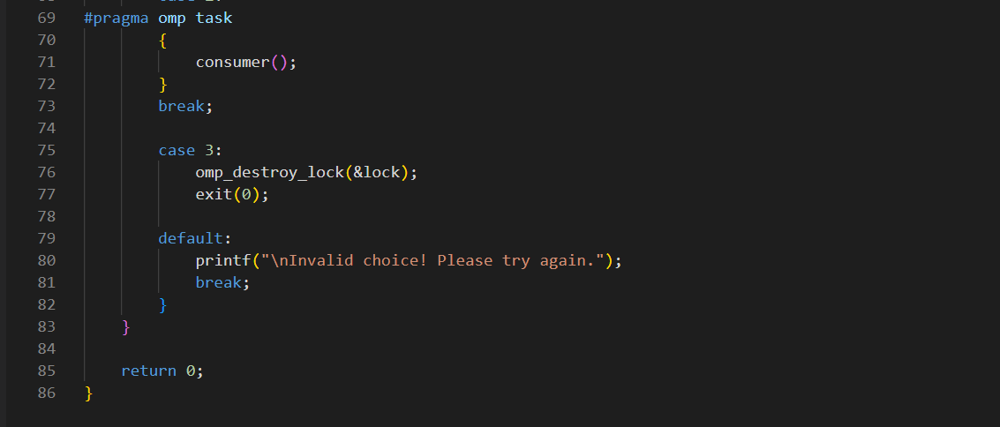 69 #pragma omp task
70 {
71 consumer();
72 }
73 break;
74
75 case 3:
76 omp_destroy_lock(&lock);
77 exit(0);
78
79 default:
80 printf("\nInvalid choice! Please try again.");
81 break;
82 }
83 }
84
85 return 0;
86 }